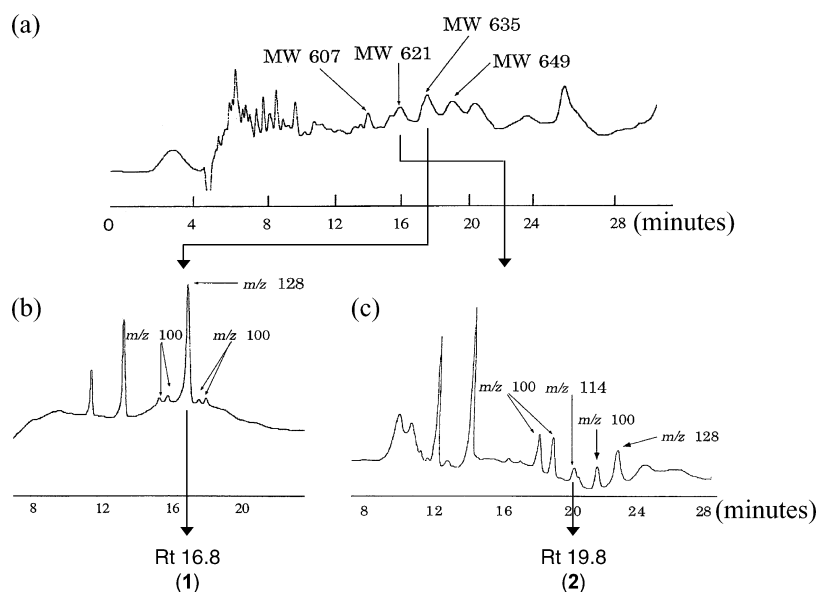 (a)
MW 635
MW 621
MW 607
MW 649
0 4 8 12 16 20 24 28 (minutes)
(b)
m/z 128
m/z 100 m/z 100
8 12 16 20
Rt 16.8
(1)
(c)
m/z 100 m/z 114
m/z 100
m/z 128
8 12 16 20 24 28 (minutes)
Rt 19.8
(2)